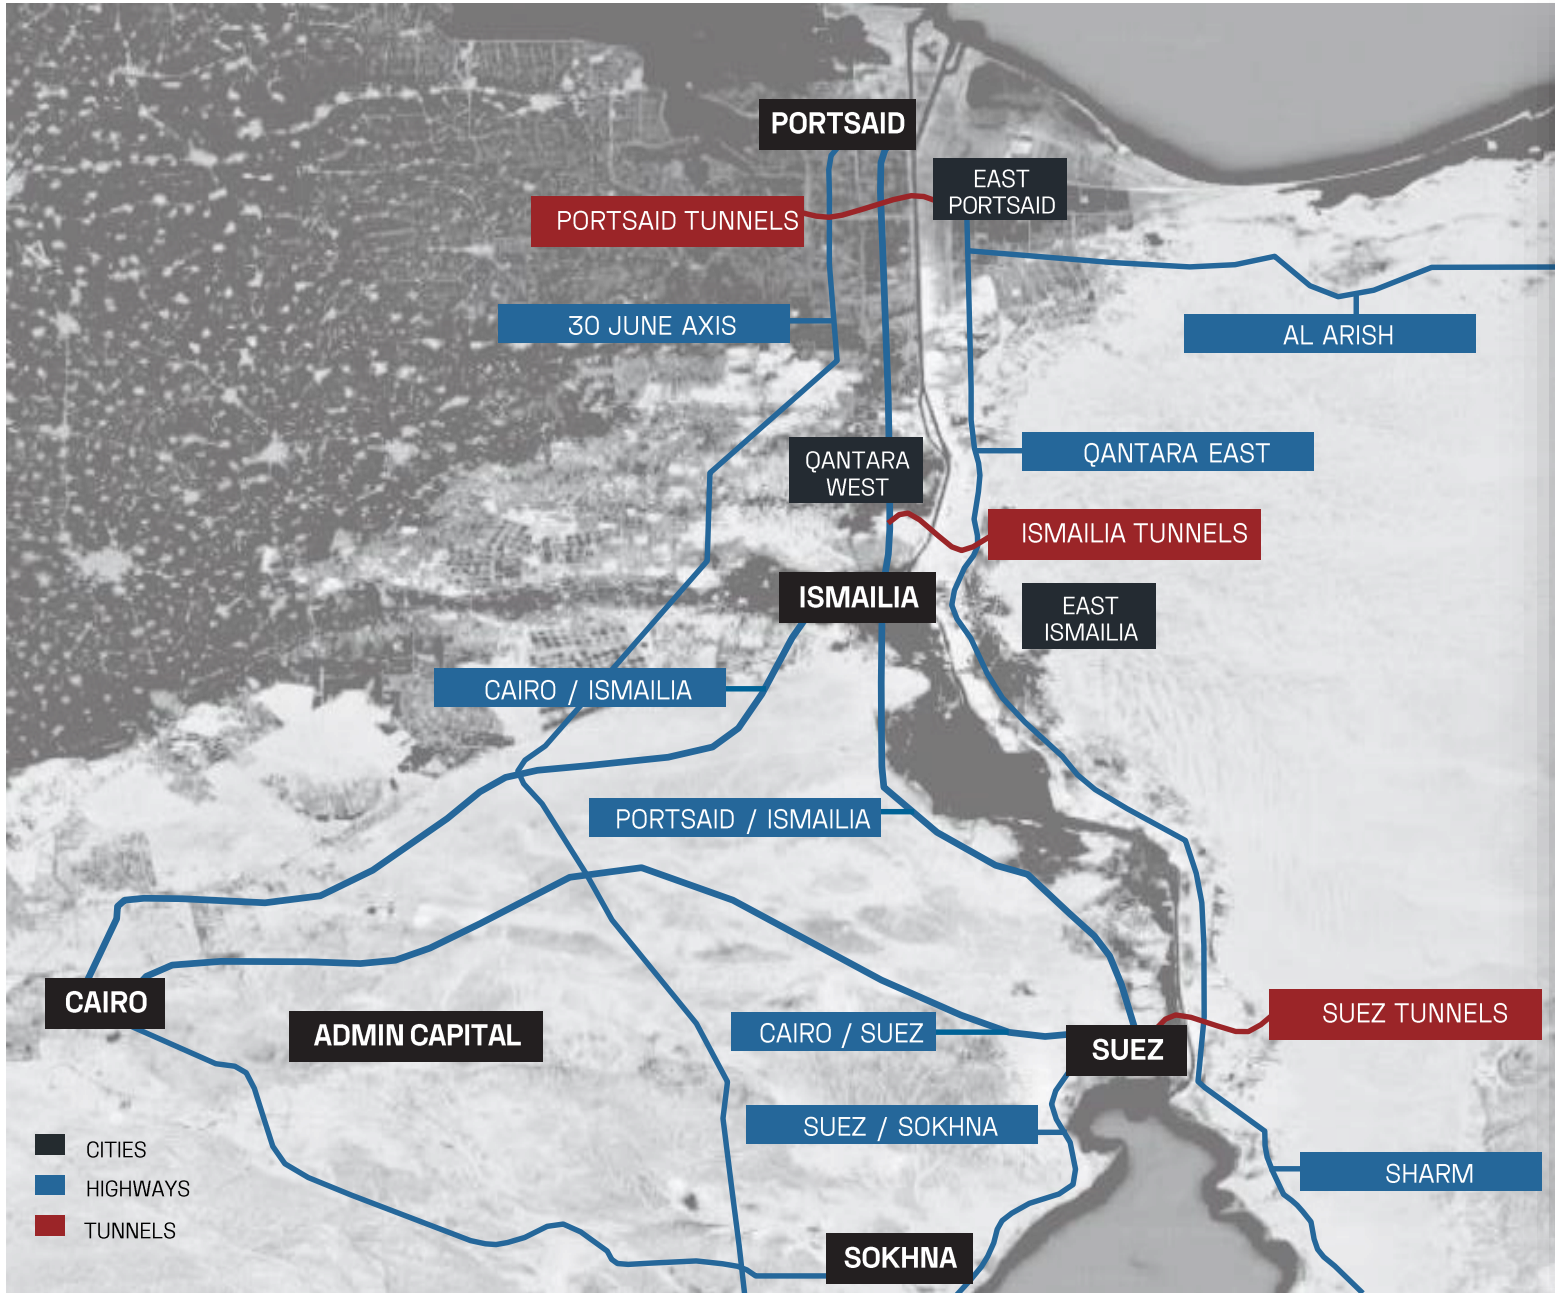 PORTSAID
EAST
PORTSAID
PORTSAID TUNNELS
30 JUNE AXIS
AL ARISH
QANTARA
WEST
QANTARA EAST
ISMAILIA TUNNELS
ISMAILIA
EAST
ISMAILIA
CAIRO / ISMAILIA
PORTSAID / ISMAILIA
CAIRO
ADMIN CAPITAL
CAIRO / SUEZ
SUEZ
SUEZ TUNNELS
SUEZ / SOKHNA
SHARM
SOKHNA
CITIES
HIGHWAYS
TUNNELS